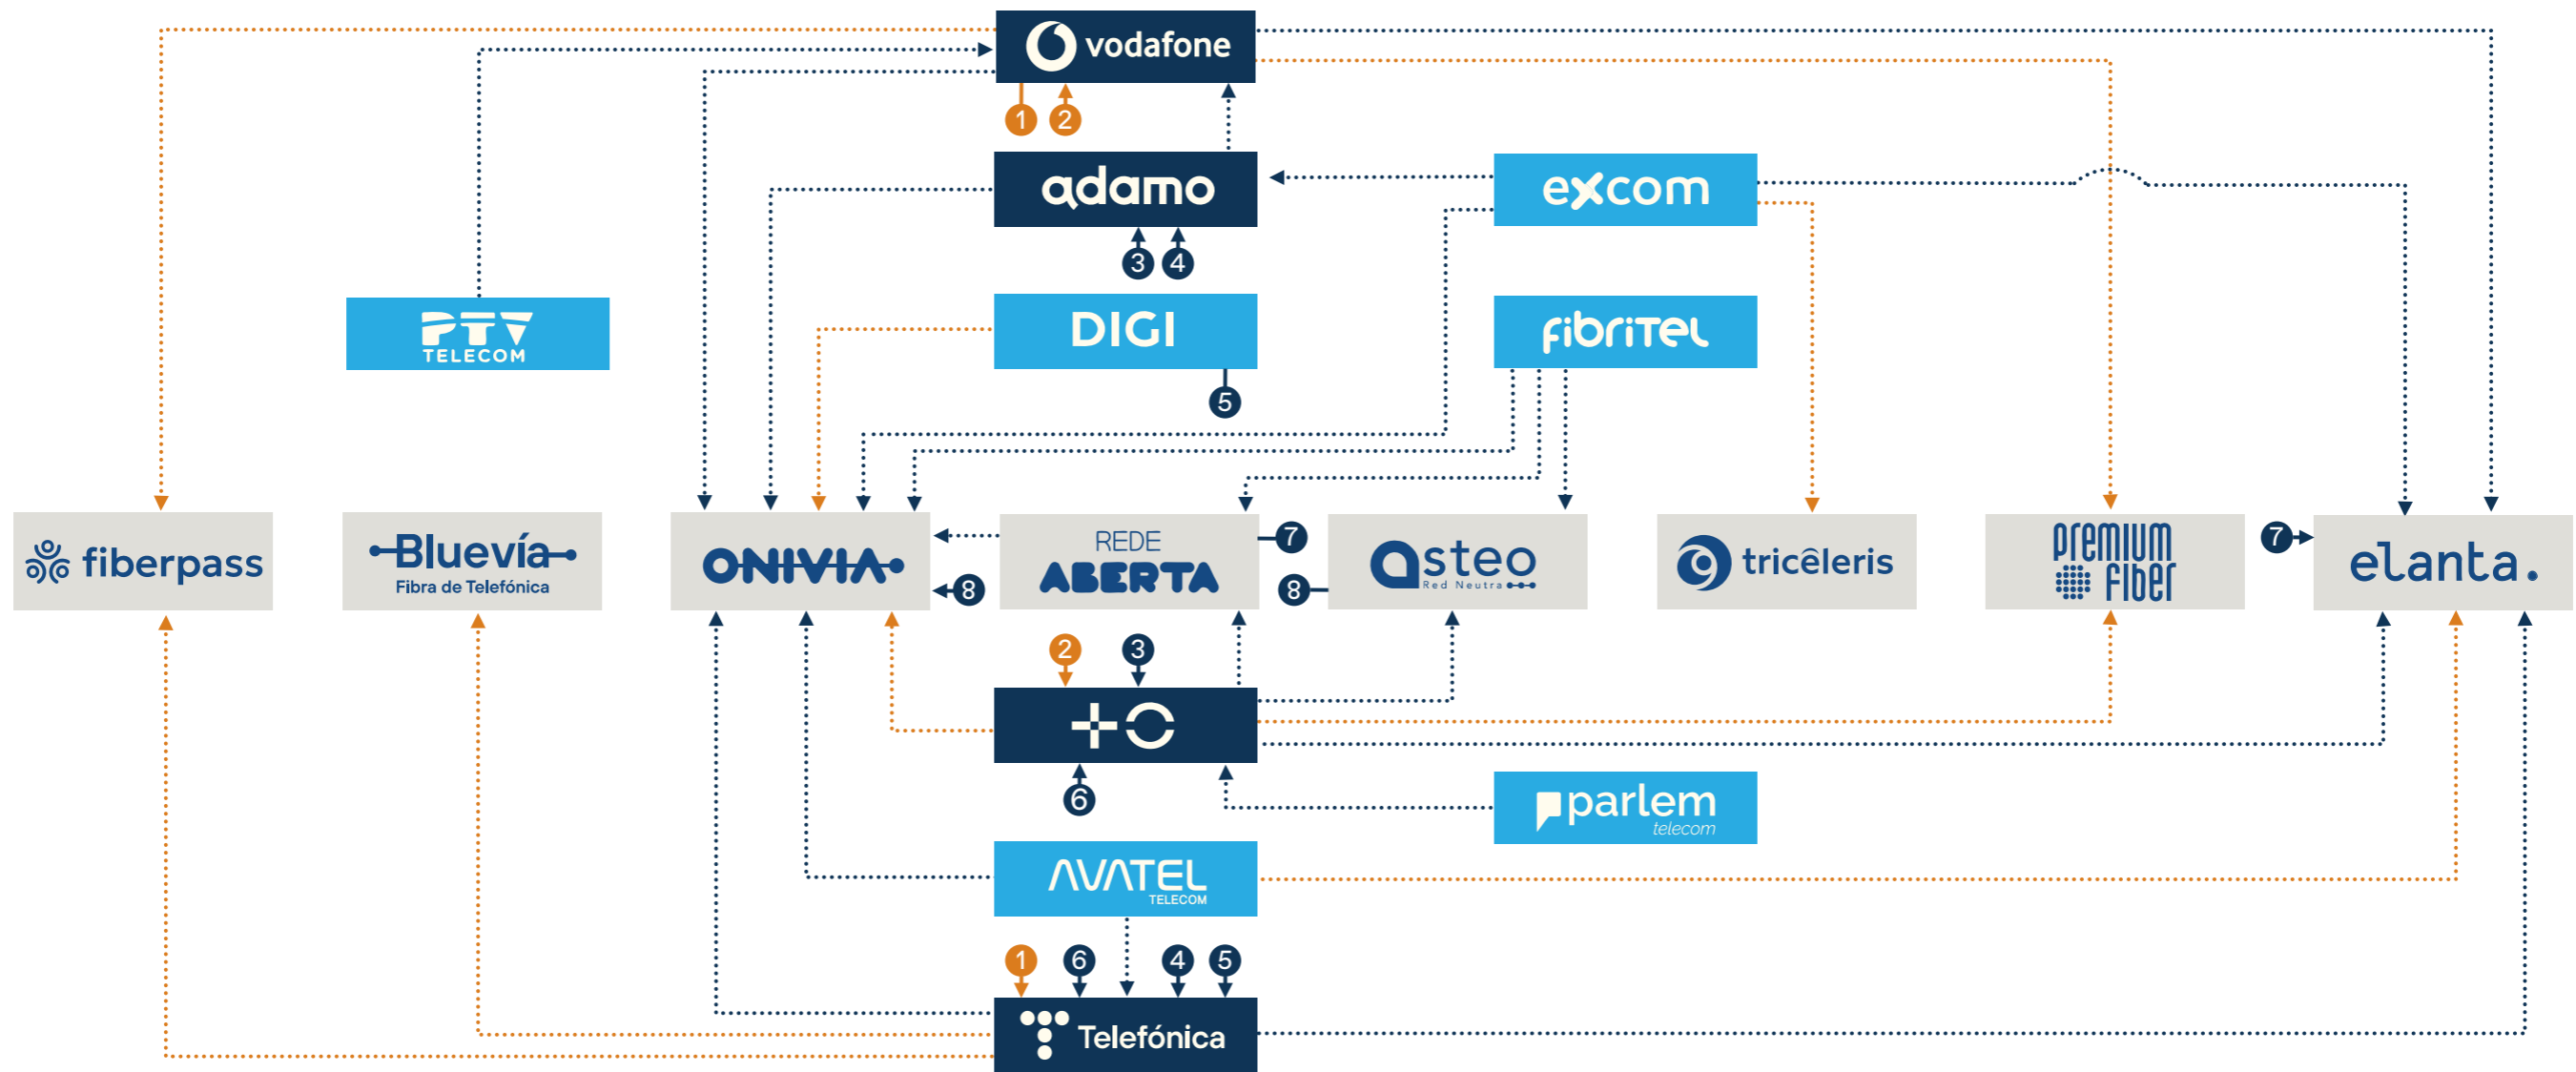 vodafone
1
2
adamo
excom
3
4
PTV
TELECOM
DIGI
fibritel
5
fiberpass
Bluevía
Fibra de Telefónica
ONIVIA
8
REDE
ABERTA
7
8
asteo
Red Neutra
tricêleris
premium
fiber
7
elanta.
2
3
+O
6
parlem
telecom
AVATEL
TELECOM
1
6
4
5
Telefónica